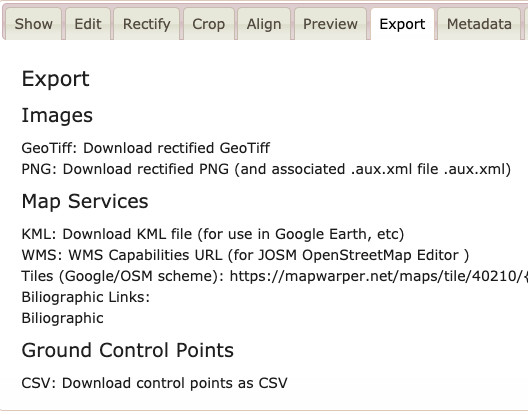 Show Edit Rectify Crop Align Preview Export Metadata
Export
Images
GeoTiff: Download rectified GeoTiff
PNG: Download rectified PNG (and associated .aux.xml file .aux.xml)
Map Services
KML: Download KML file (for use in Google Earth, etc)
WMS: WMS Capabilities URL (for JOSM OpenStreetMap Editor )
Tiles (Google/OSM scheme): https://mapwarper.net/maps/tile/40210/{
Biliographic Links:
Biliographic
Ground Control Points
CSV: Download control points as CSV